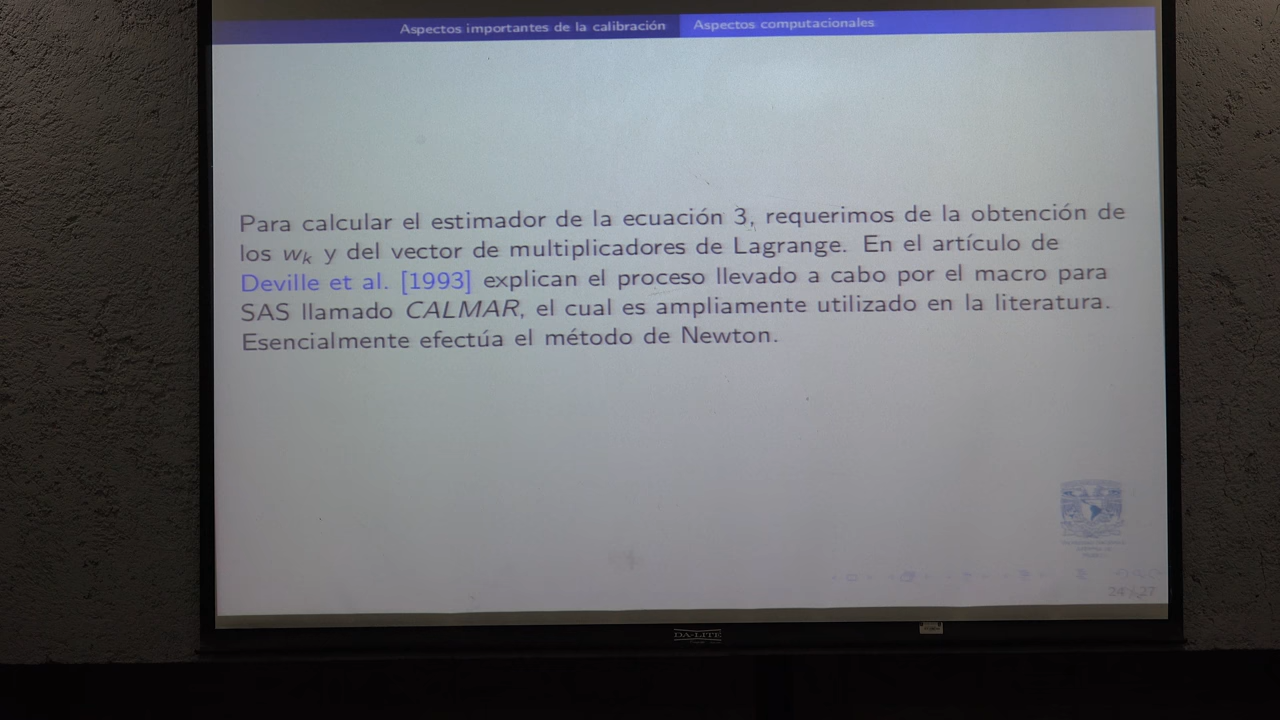 Aspectos importantes de la calibración
Aspectos computacionales
Para calcular el estimador de la ecuación 3, requerimos de la obtención de
los wₖ y del vector de multiplicadores de Lagrange. En el artículo de
Deville et al. [1993] explican el proceso llevado a cabo por el macro para
SAS llamado CALMAR, el cual es ampliamente utilizado en la literatura.
Esencialmente efectúa el método de Newton.
24 / 27
DA-LITE